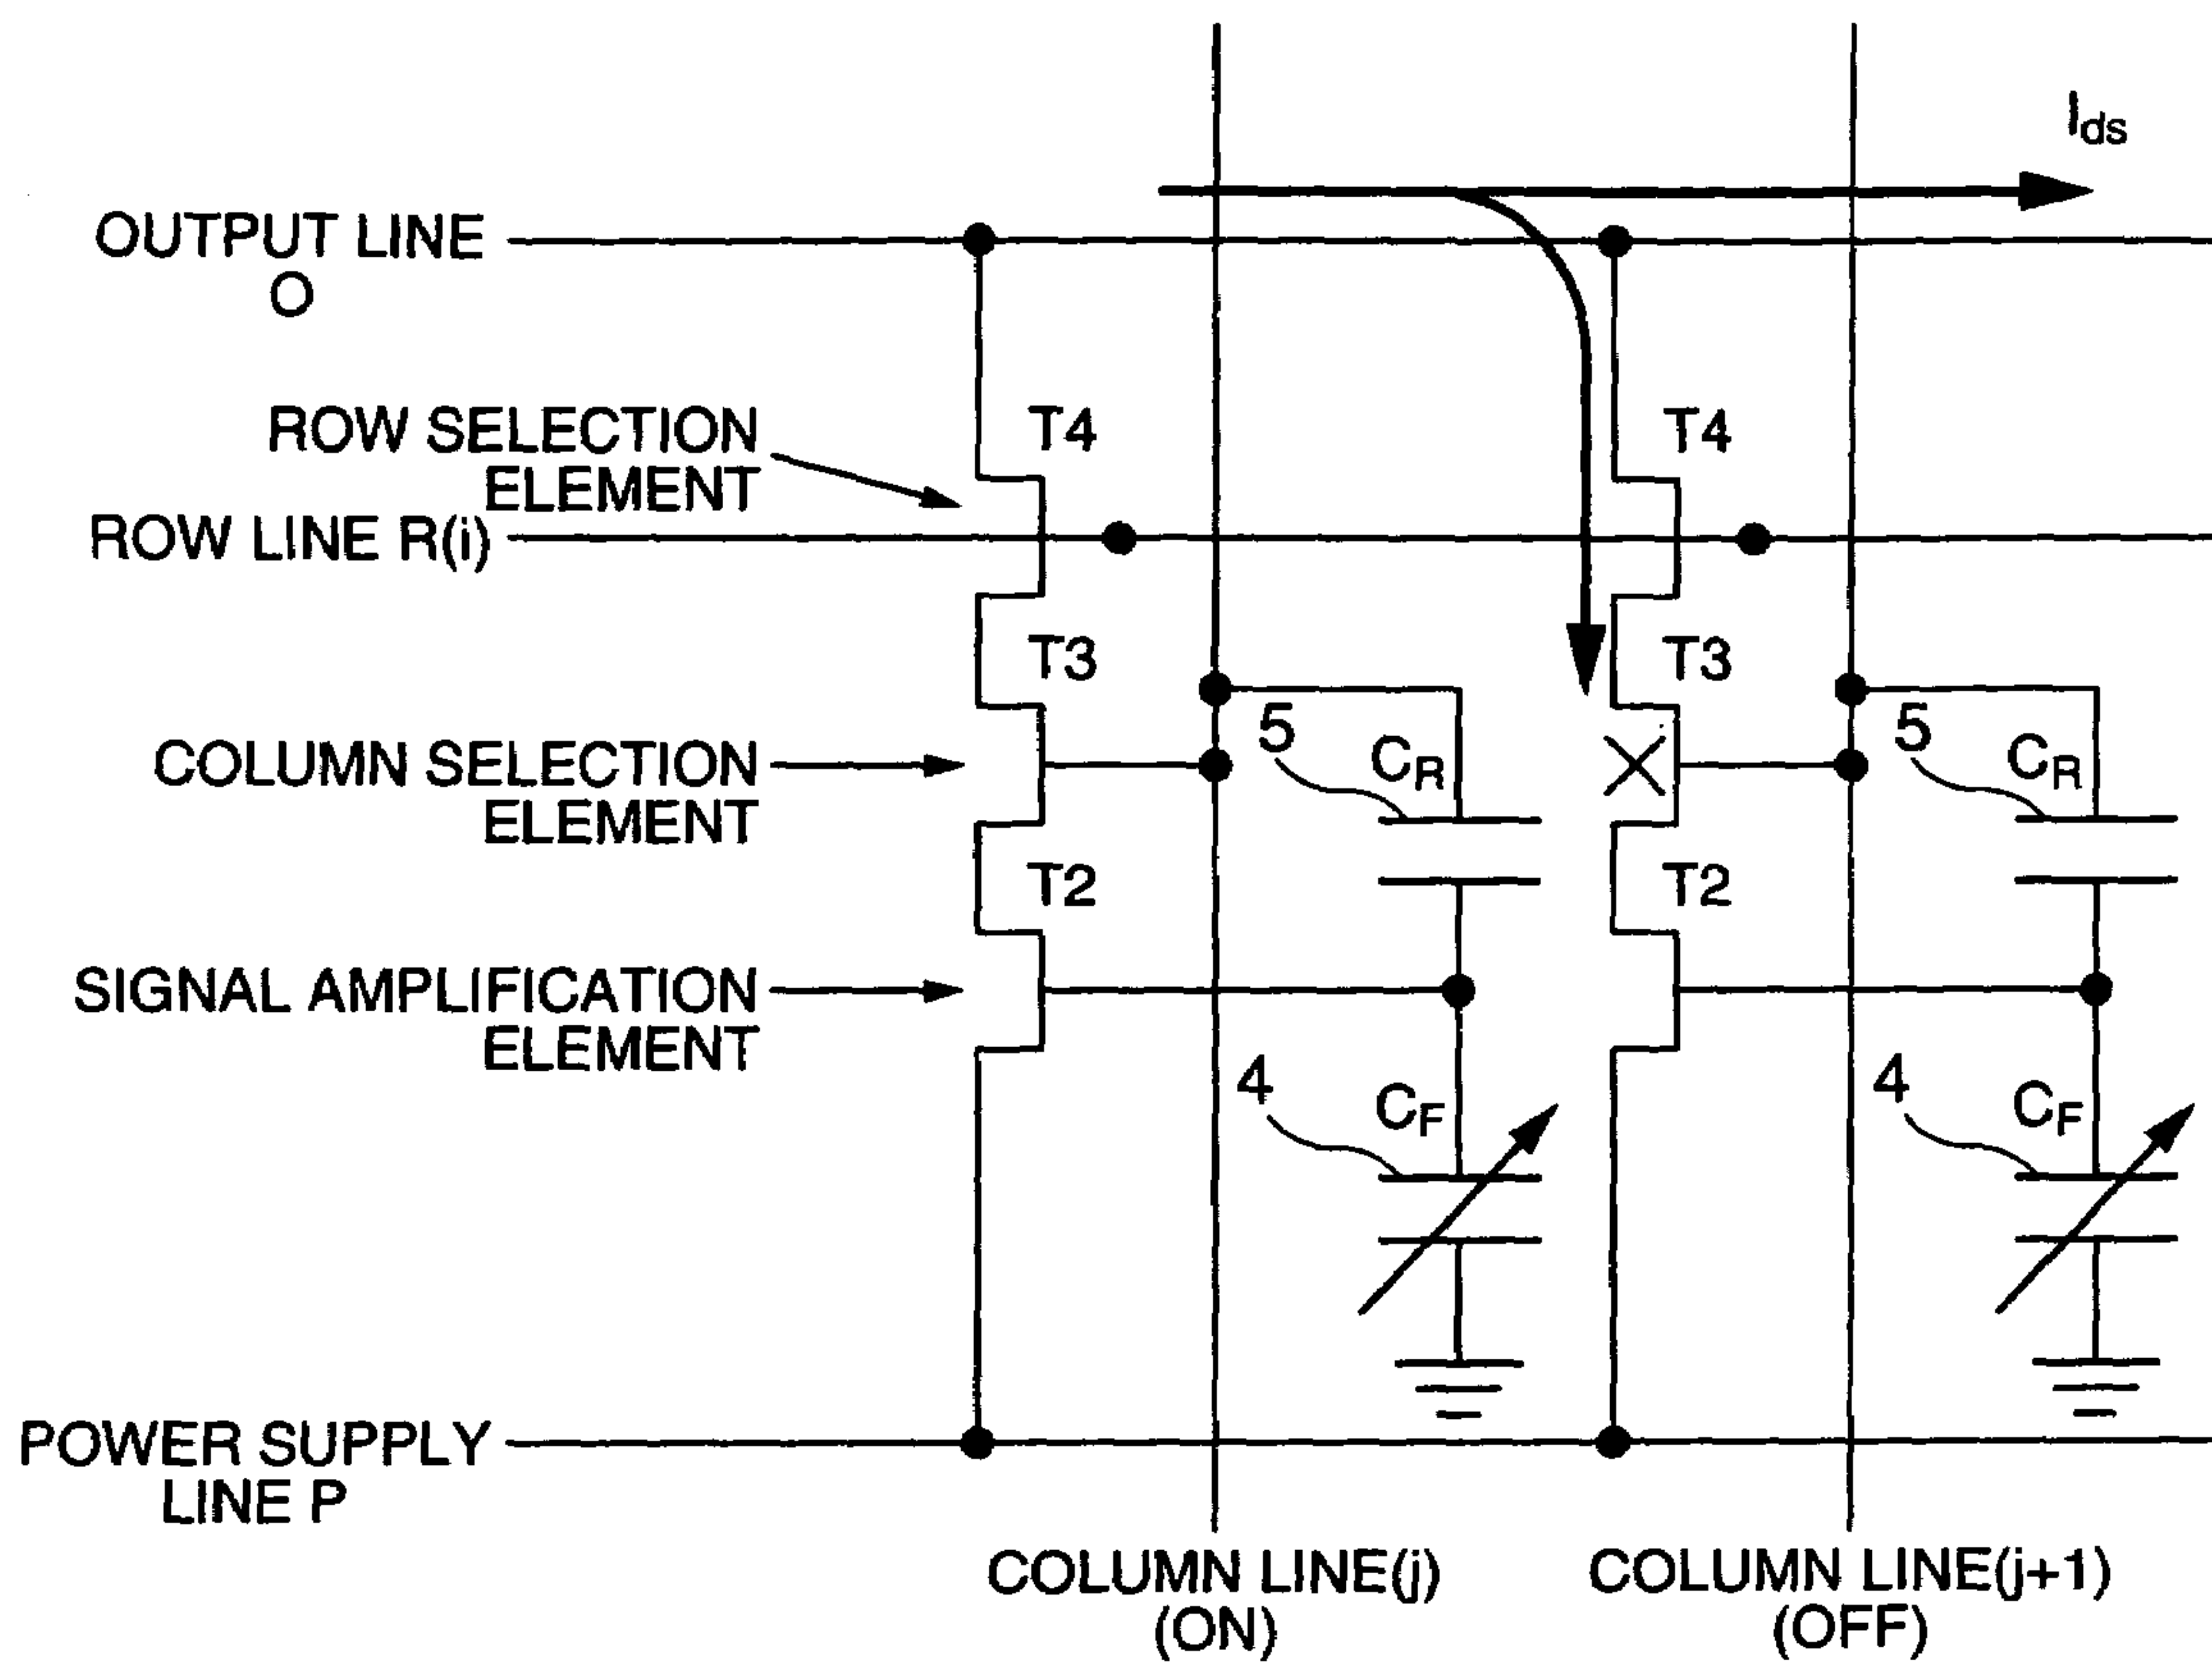 I_ds
OUTPUT LINE
O
ROW SELECTION
ELEMENT
T4
T4
ROW LINE R(i)
T3
T3
5
C_R
5
C_R
COLUMN SELECTION
ELEMENT
T2
T2
SIGNAL AMPLIFICATION
ELEMENT
4
C_F
4
C_F
POWER SUPPLY
LINE P
COLUMN LINE(j)
(ON)
COLUMN LINE(j+1)
(OFF)